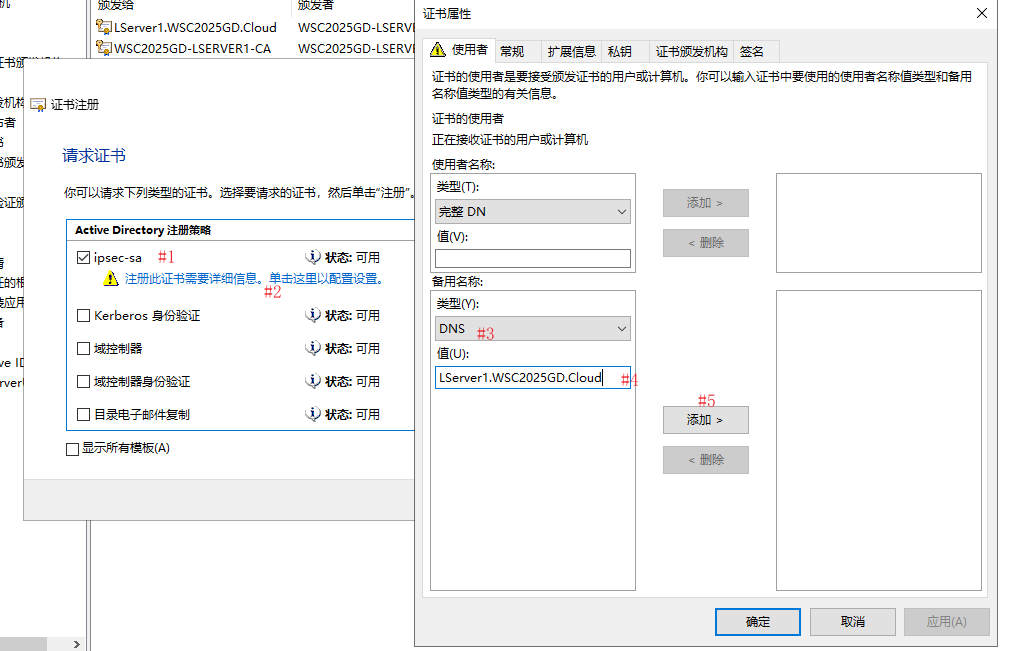 颁发给
颁发者
LServer1.WSC2025GD.Cloud
WSC2025GD-LSERV
WSC2025GD-LSERVER1-CA
WSC2025GD-LSERV
证书注册
请求证书
你可以请求下列类型的证书。选择要请求的证书，然后单击“注册”。
Active Directory 注册策略
ipsec-sa
#1
状态: 可用
注册此证书需要详细信息。单击这里以配置设置。
#2
Kerberos 身份验证
状态: 可用
域控制器
状态: 可用
域控制器身份验证
状态: 可用
目录电子邮件复制
状态: 可用
显示所有模板(A)
证书属性
使用者
常规
扩展信息
私钥
证书颁发机构
签名
证书的使用者是要接受颁发证书的用户或计算机。你可以输入证书中要使用的使用者名称值类型和备用
名称值类型的有关信息。
证书的使用者
正在接收证书的用户或计算机
使用者名称:
类型(T):
完整 DN
值(V):
添加 >
< 删除
备用名称:
类型(Y):
DNS
#3
值(U):
LServer1.WSC2025GD.Cloud
#4
#5
添加 >
< 删除
确定
取消
应用(A)